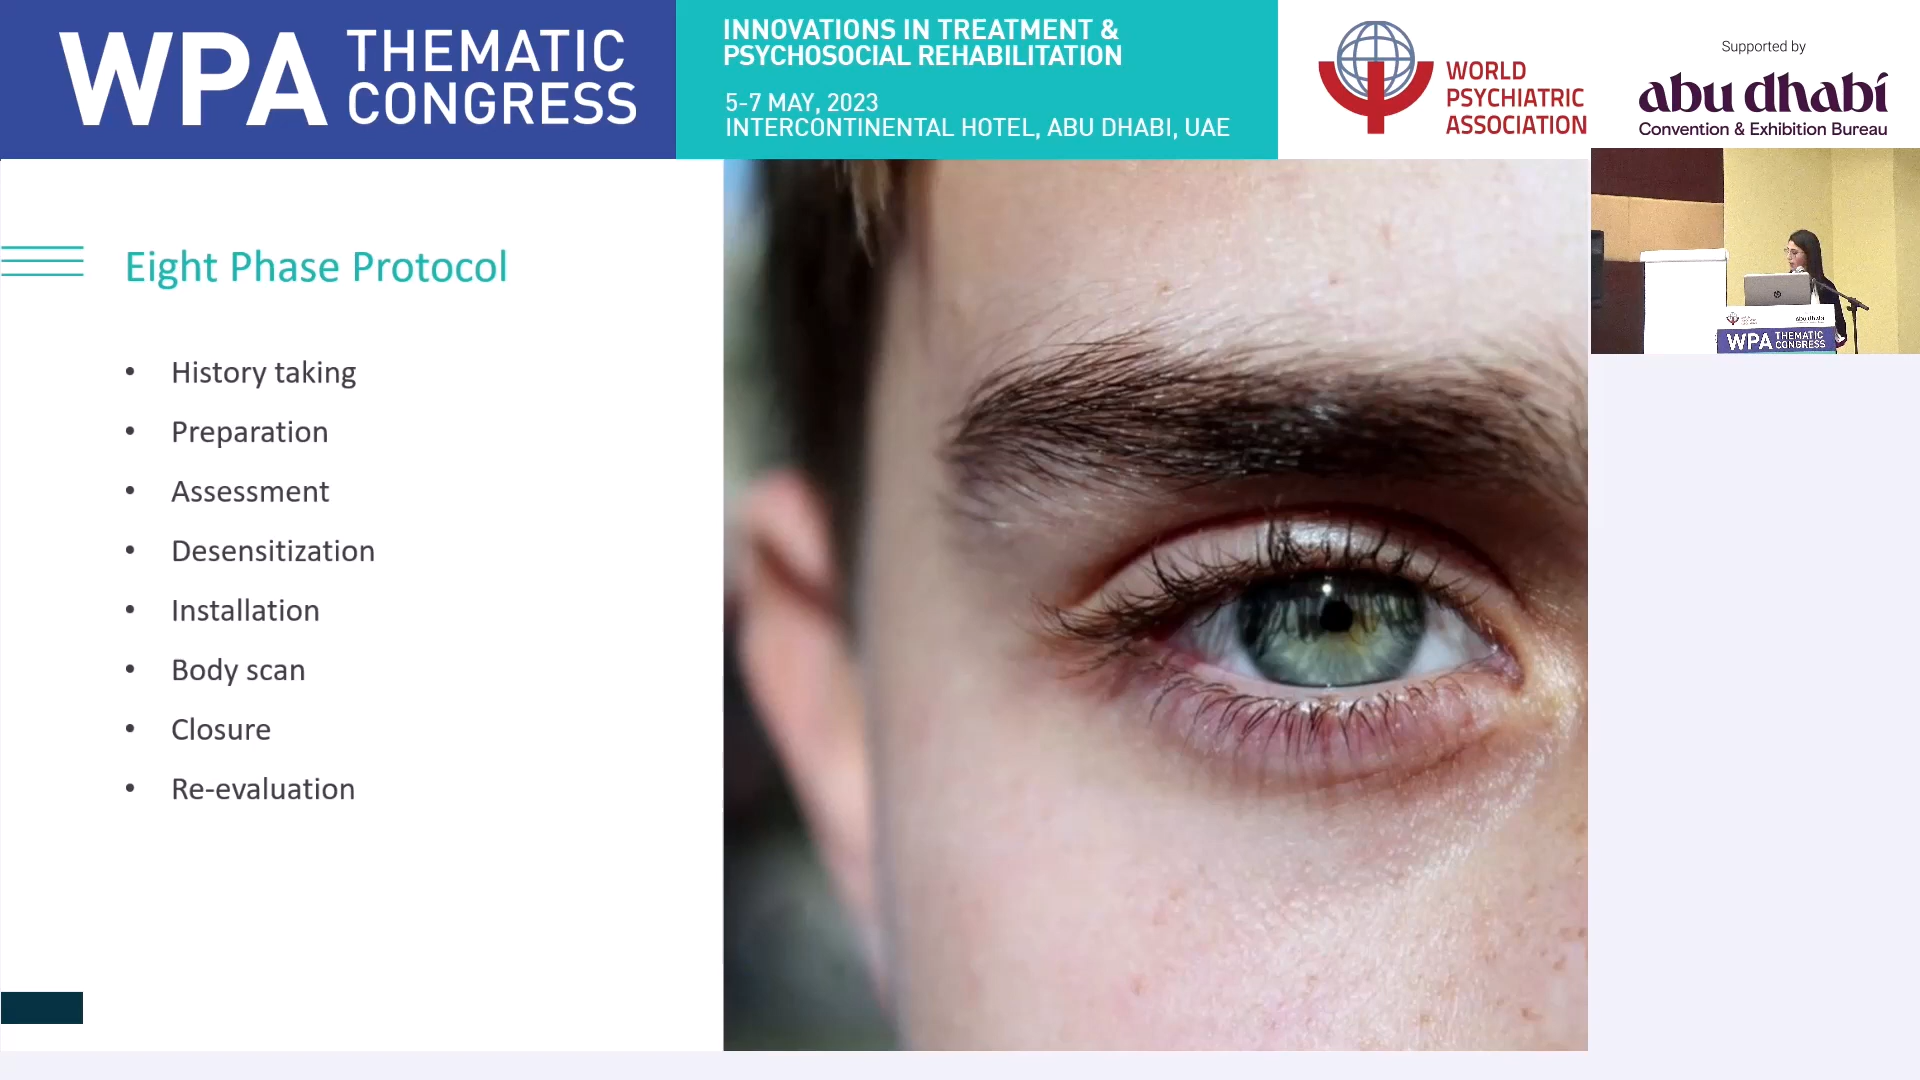 WPA THEMATIC
CONGRESS
INNOVATIONS IN TREATMENT &
PSYCHOSOCIAL REHABILITATION
5-7 MAY, 2023
INTERCONTINENTAL HOTEL, ABU DHABI, UAE
WORLD
PSYCHIATRIC
ASSOCIATION
Supported by
abu dhabi
Convention & Exhibition Bureau
Eight Phase Protocol
• History taking
• Preparation
• Assessment
• Desensitization
• Installation
• Body scan
• Closure
• Re-evaluation
abu dhabi
WPA THEMATIC
CONGRESS